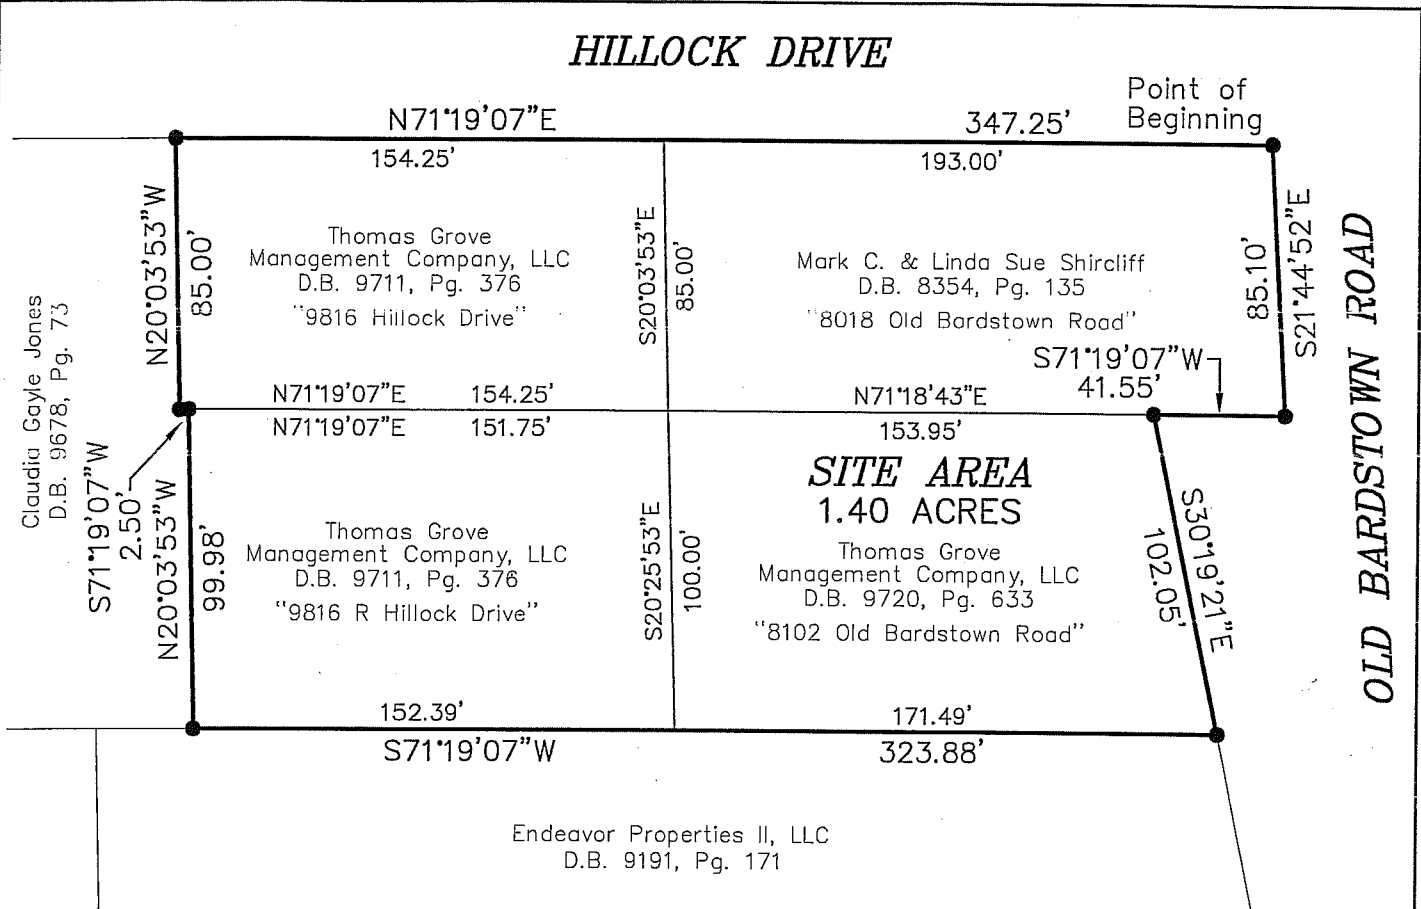 HILLOCK DRIVE
Point of
Beginning
N71°19'07"E
347.25'
154.25'
193.00'
N20°03'53"W
85.00'
Thomas Grove
Management Company, LLC
D.B. 9711, Pg. 376
"9816 Hillock Drive"
S20°03'53"E
85.00'
Mark C. & Linda Sue Shircliff
D.B. 8354, Pg. 135
"8018 Old Bardstown Road"
85.10'
S21°44'52"E
OLD BARDSTOWN ROAD
S71°19'07"W
41.55'
N71°19'07"E 154.25'
N71°19'07"E 151.75'
N71°18'43"E
153.95'
Claudia Gayle Jones
D.B. 9678, Pg. 73
S71°19'07"W
2.50'
N20°03'53"W
99.98'
Thomas Grove
Management Company, LLC
D.B. 9711, Pg. 376
"9816 R Hillock Drive"
S20°25'53"E
100.00'
SITE AREA
1.40 ACRES
Thomas Grove
Management Company, LLC
D.B. 9720, Pg. 633
"8102 Old Bardstown Road"
S30°19'21"E
102.05'
152.39'
171.49'
S71°19'07"W
323.88'
Endeavor Properties II, LLC
D.B. 9191, Pg. 171